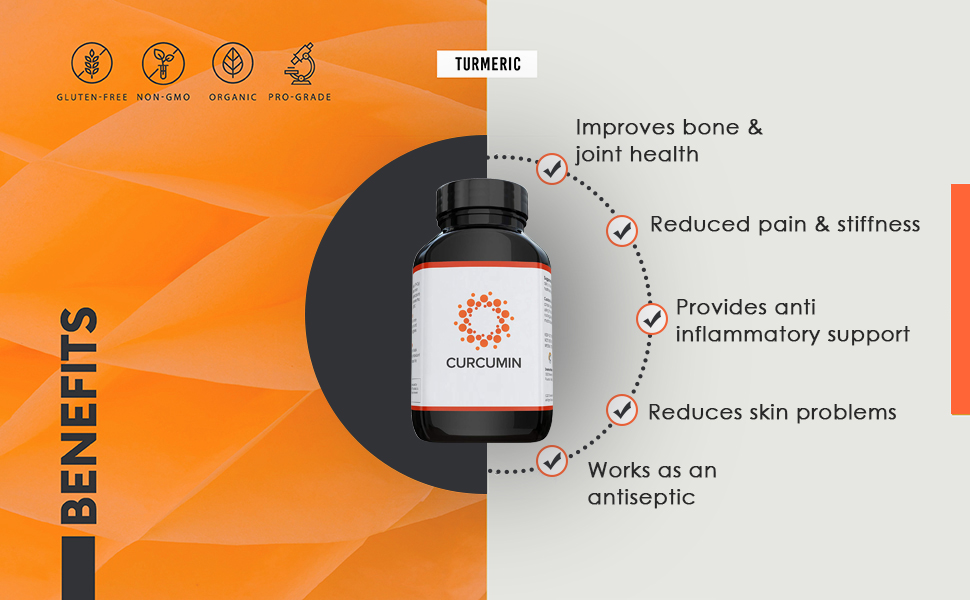 GLUTEN-FREE NON-GMO ORGANIC PRO-GRADE
TURMERIC
Improves bone &
joint health
Reduced pain & stiffness
Provides anti
inflammatory support
Reduces skin problems
Works as an
antiseptic
CURCUMIN
BENEFITS